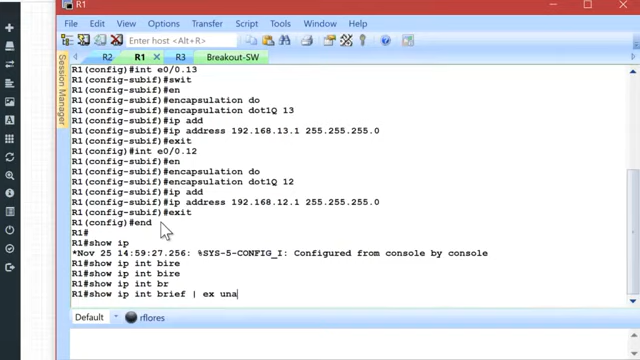 R1
File Edit View Options Transfer Script Tools Window Help
Enter host <Alt+R>
R2 R1 R3 Breakout-SW
Session Manager
R1(config)#int e0/0.13
R1(config-subif)#swit
R1(config-subif)#en
R1(config-subif)#encapsulation do
R1(config-subif)#encapsulation dot1Q 13
R1(config-subif)#ip add
R1(config-subif)#ip address 192.168.13.1 255.255.255.0
R1(config-subif)#exit
R1(config)#int e0/0.12
R1(config-subif)#en
R1(config-subif)#encapsulation do
R1(config-subif)#encapsulation dot1Q 12
R1(config-subif)#ip add
R1(config-subif)#ip address 192.168.12.1 255.255.255.0
R1(config-subif)#exit
R1(config)#end
R1#
R1#show ip
*Nov 25 14:59:27.256: %SYS-5-CONFIG_I: Configured from console by console
R1#show ip int bire
R1#show ip int bire
R1#show ip int br
R1#show ip int brief | ex una
Default rflores